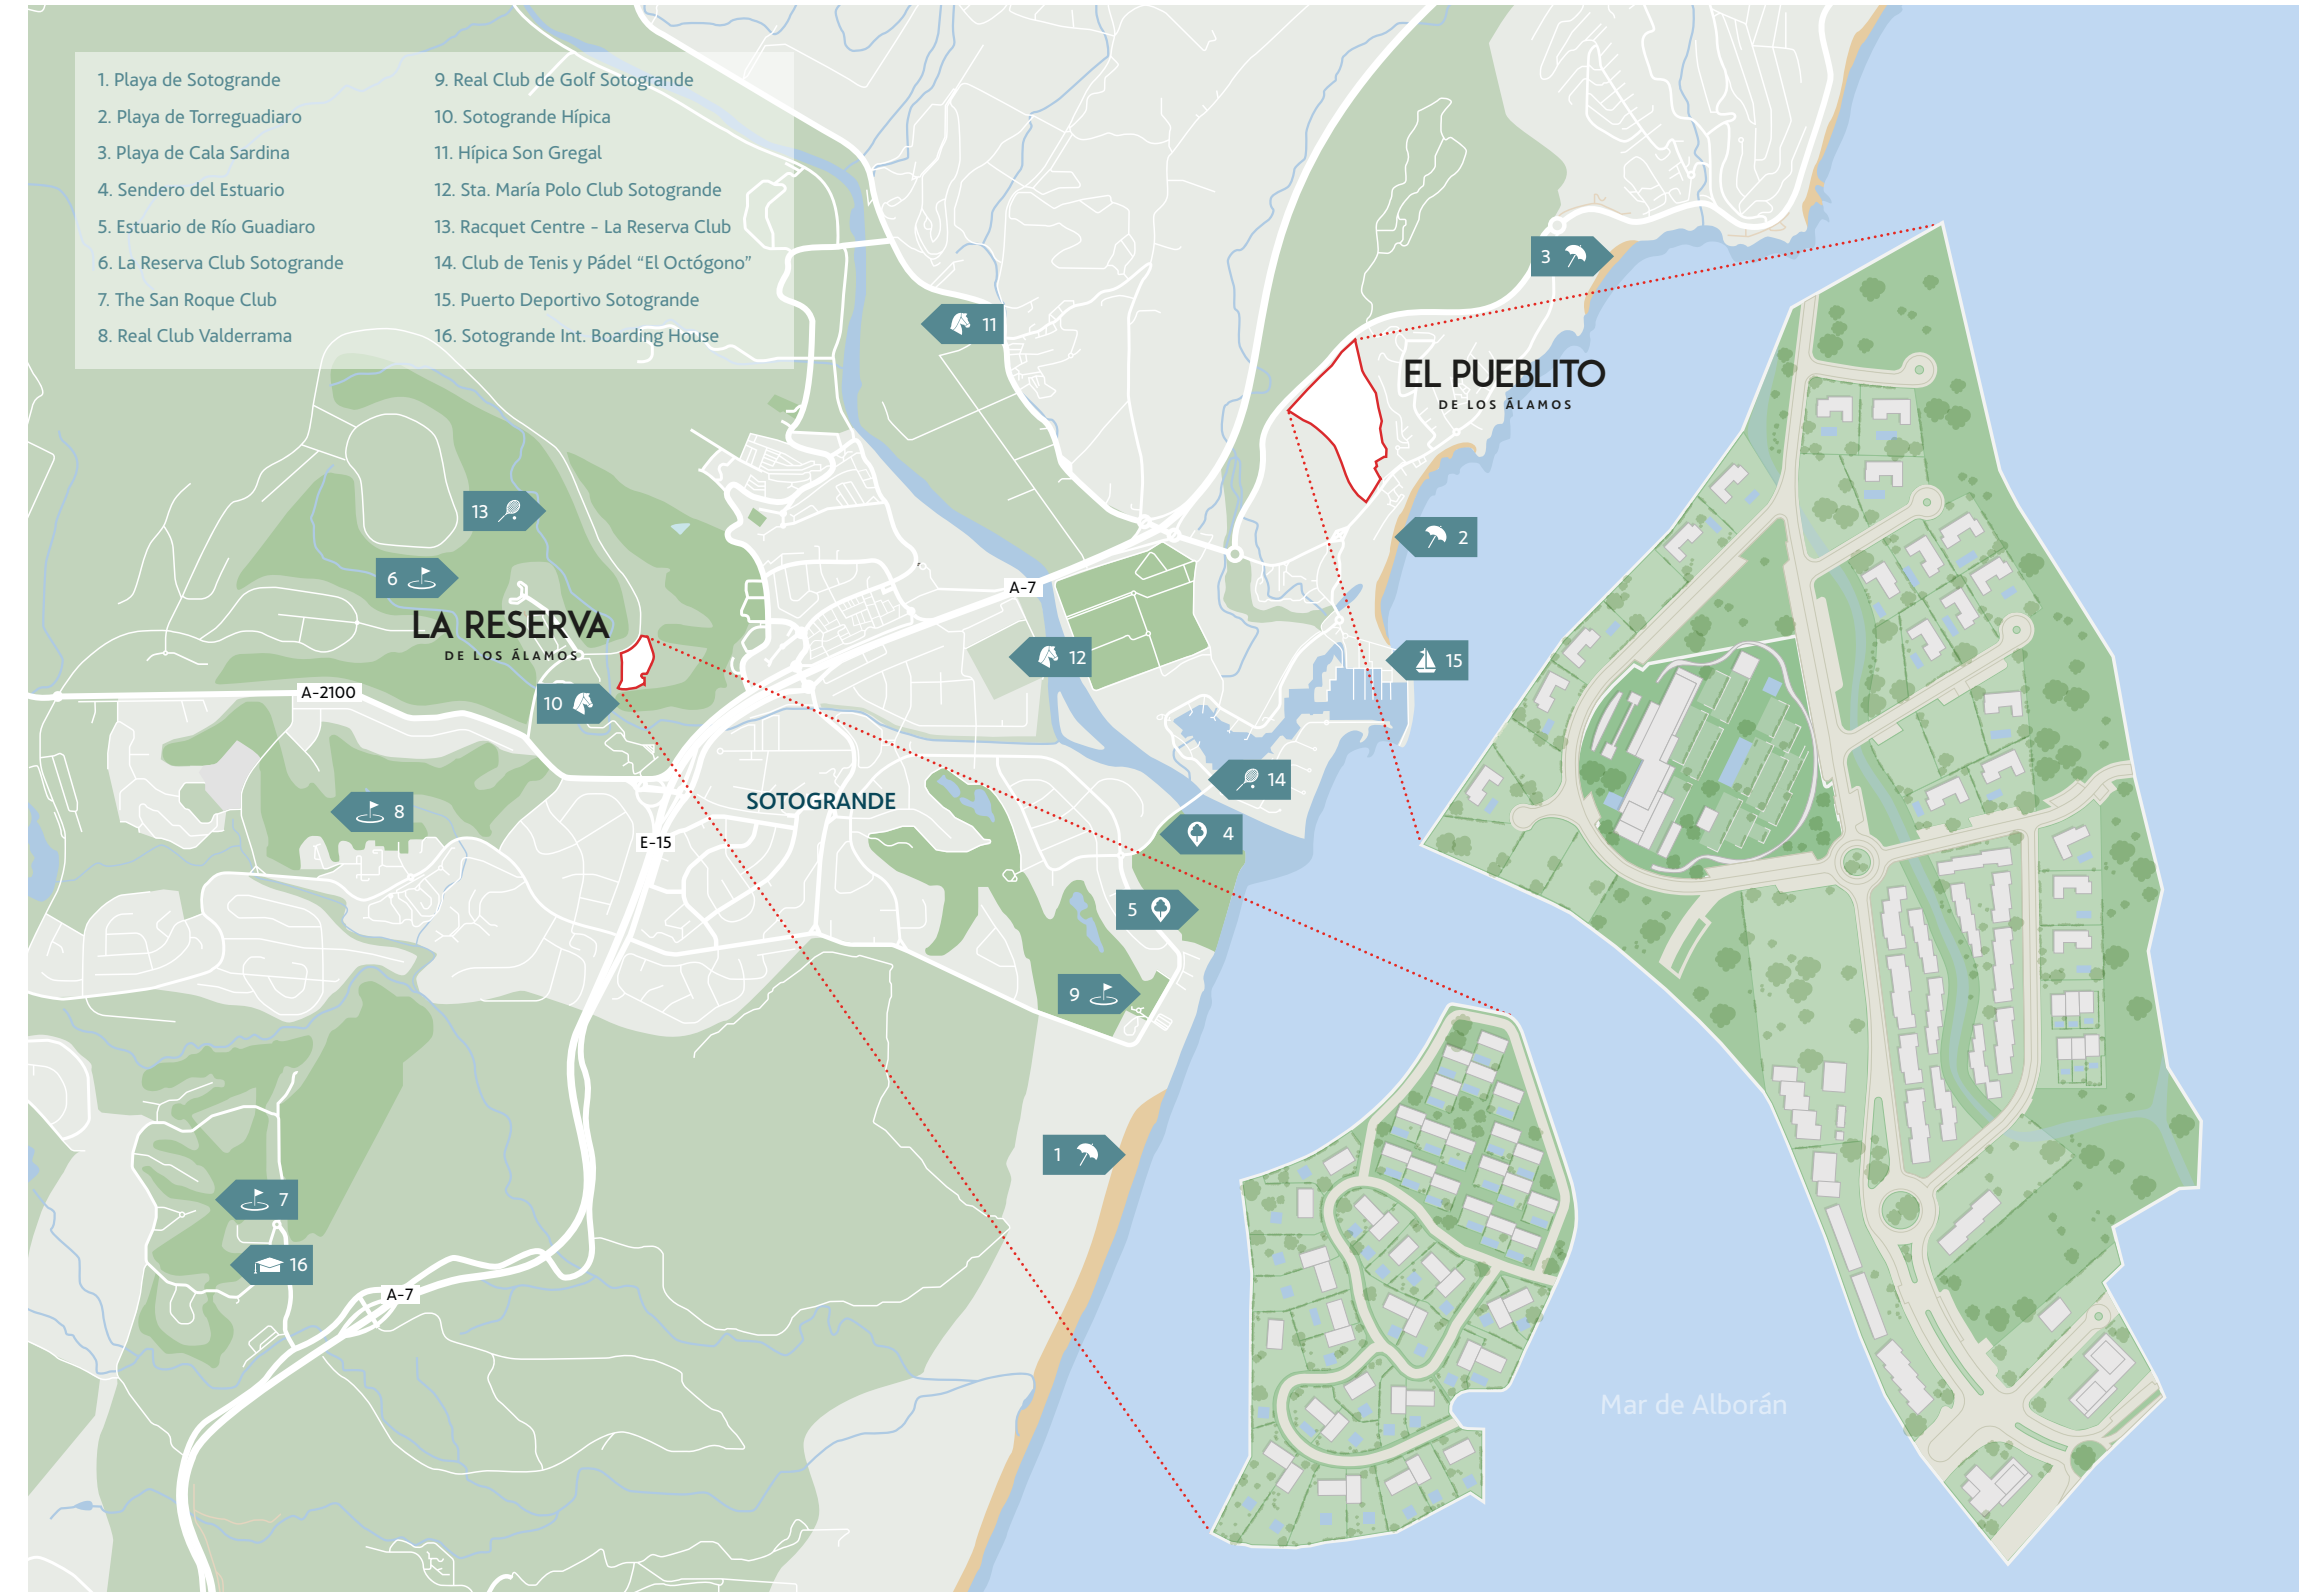 1. Playa de Sotogrande
2. Playa de Torreguadiaro
3. Playa de Cala Sardina
4. Sendero del Estuario
5. Estuario de Río Guadiaro
6. La Reserva Club Sotogrande
7. The San Roque Club
8. Real Club Valderrama
9. Real Club de Golf Sotogrande
10. Sotogrande Hípica
11. Hípica Son Gregal
12. Sta. María Polo Club Sotogrande
13. Racquet Centre - La Reserva Club
14. Club de Tenis y Pádel “El Octógono”
15. Puerto Deportivo Sotogrande
16. Sotogrande Int. Boarding House
3
11
EL PUEBLITO
DE LOS ÁLAMOS
13
2
6
A-7
LA RESERVA
DE LOS ÁLAMOS
12
15
A-2100
10
14
SOTOGRANDE
8
4
E-15
5
9
1
7
16
A-7
Mar de Alborán